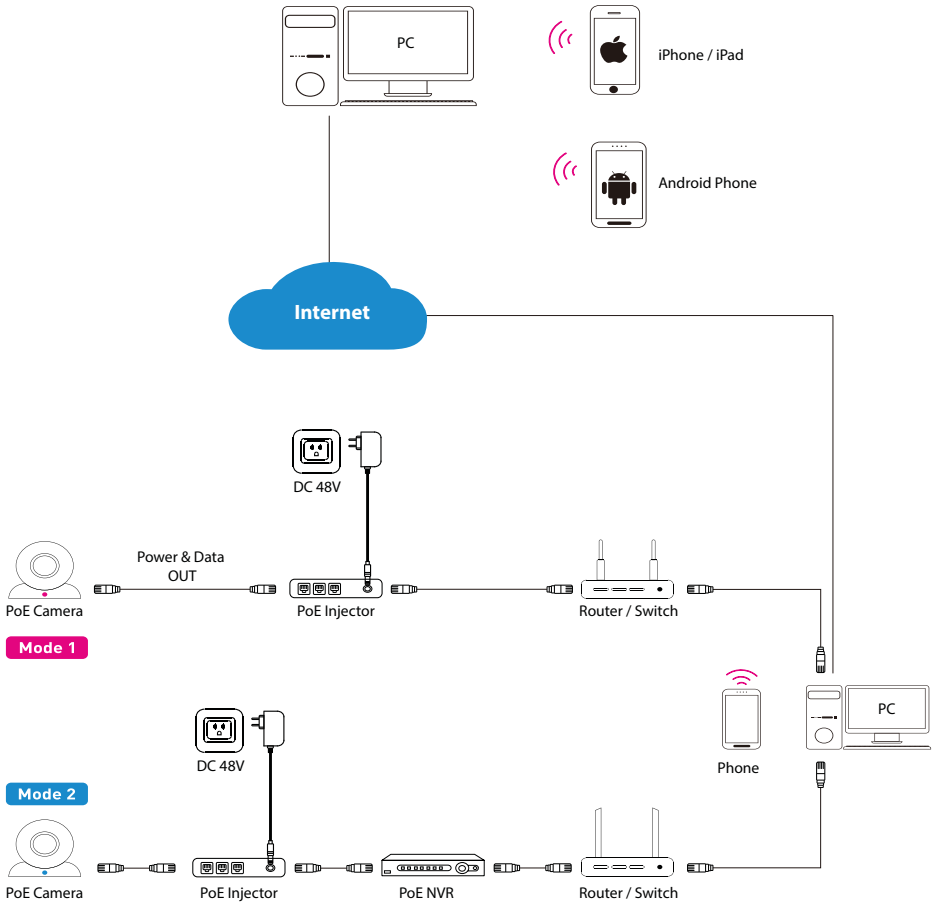 PC
iPhone / iPad
Android Phone
Internet
DC 48V
Power & Data
OUT
PoE Camera
PoE Injector
Router / Switch
Mode 1
PC
DC 48V
Phone
Mode 2
PoE Camera
PoE Injector
PoE NVR
Router / Switch